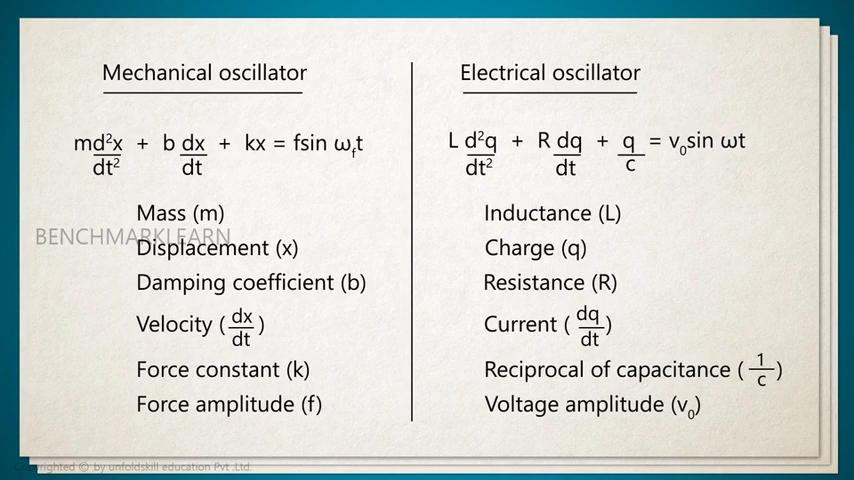 Mechanical oscillator
md²x/dt² + b dx/dt + kx = fsin ω_f t
Mass (m)
Displacement (x)
Damping coefficient (b)
Velocity (dx/dt)
Force constant (k)
Force amplitude (f)
Electrical oscillator
L d²q/dt² + R dq/dt + q/c = v₀sin ωt
Inductance (L)
Charge (q)
Resistance (R)
Current (dq/dt)
Reciprocal of capacitance (1/c)
Voltage amplitude (v₀)
BENCHMARKLEARN
Copyrighted © by unfoldskill education Pvt .Ltd.